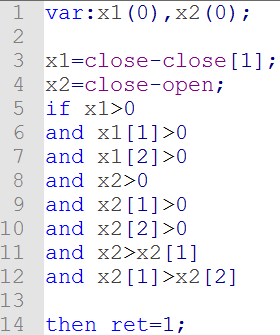 1 var:x1(0),x2(0);
2
3 x1=close-close[1];
4 x2=close-open;
5 if x1>0
6 and x1[1]>0
7 and x1[2]>0
8 and x2>0
9 and x2[1]>0
10 and x2[2]>0
11 and x2>x2[1]
12 and x2[1]>x2[2]
13
14 then ret=1;